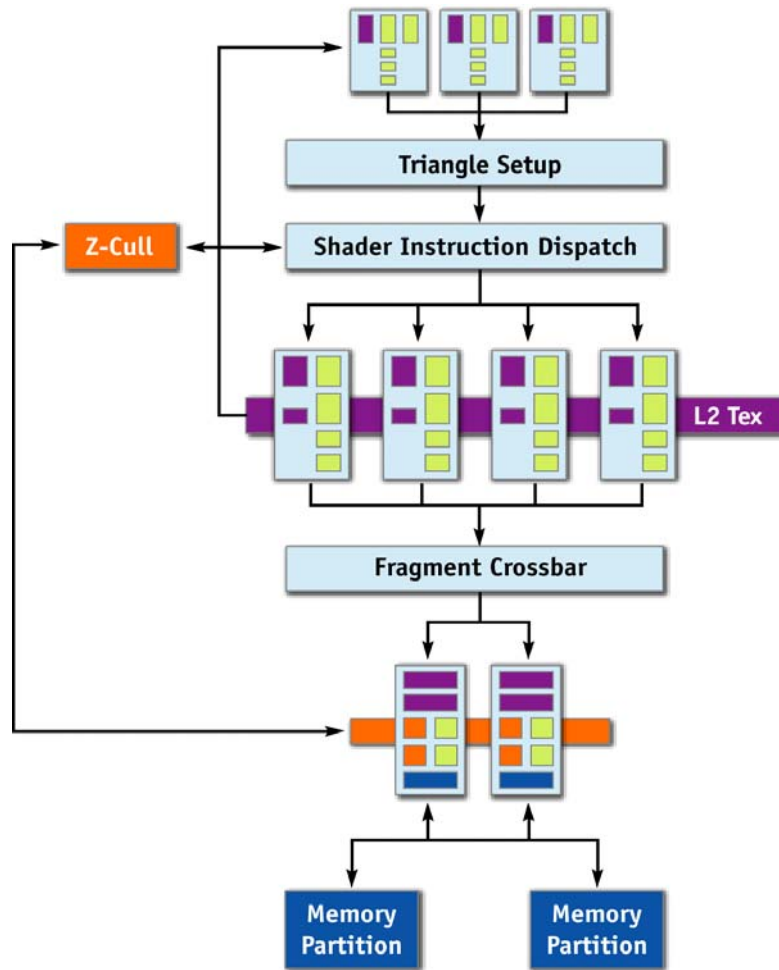 Triangle Setup
Z-Cull
Shader Instruction Dispatch
L2 Tex
Fragment Crossbar
Memory
Partition
Memory
Partition